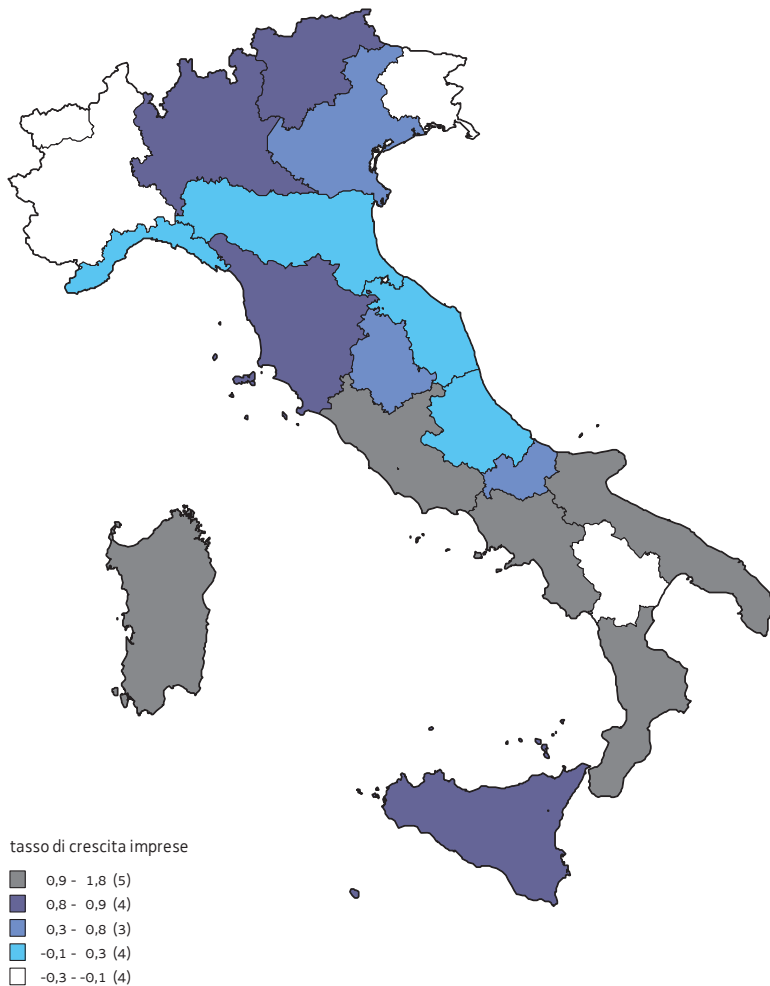 tasso di crescita imprese
0,9 - 1,8 (5)
0,8 - 0,9 (4)
0,3 - 0,8 (3)
-0,1 - 0,3 (4)
-0,3 - -0,1 (4)